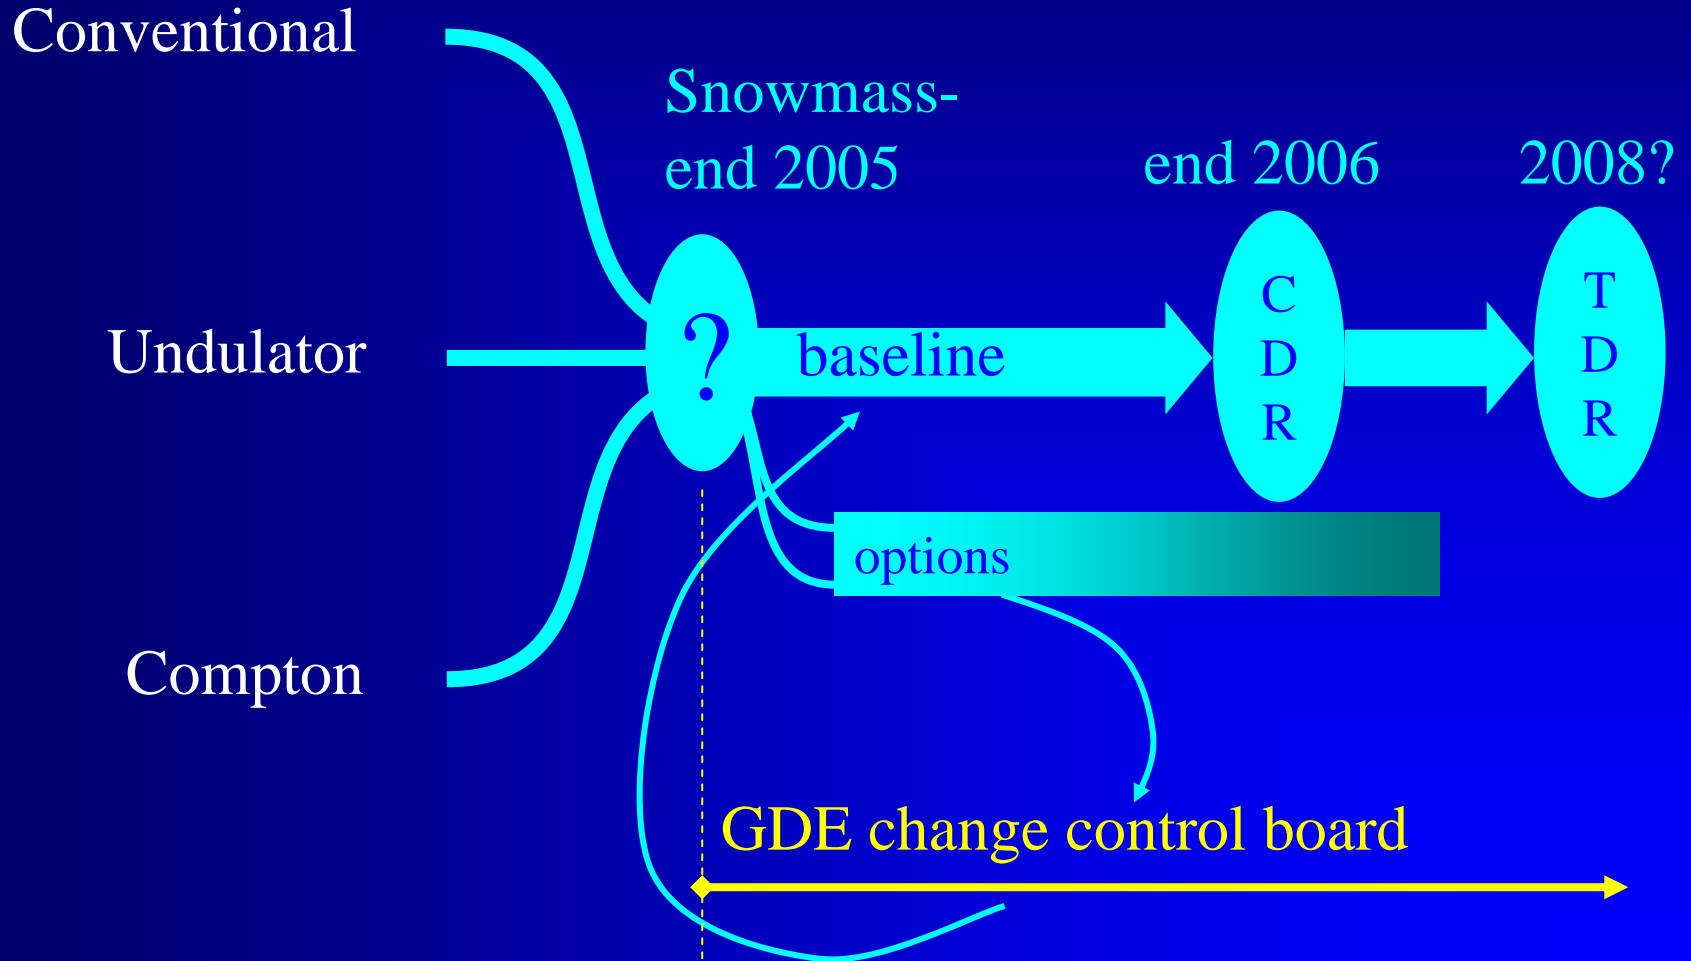 Conventional
Snowmass-
end 2005
end 2006
2008?
Undulator
?
baseline
C
D
R
T
D
R
options
Compton
GDE change control board